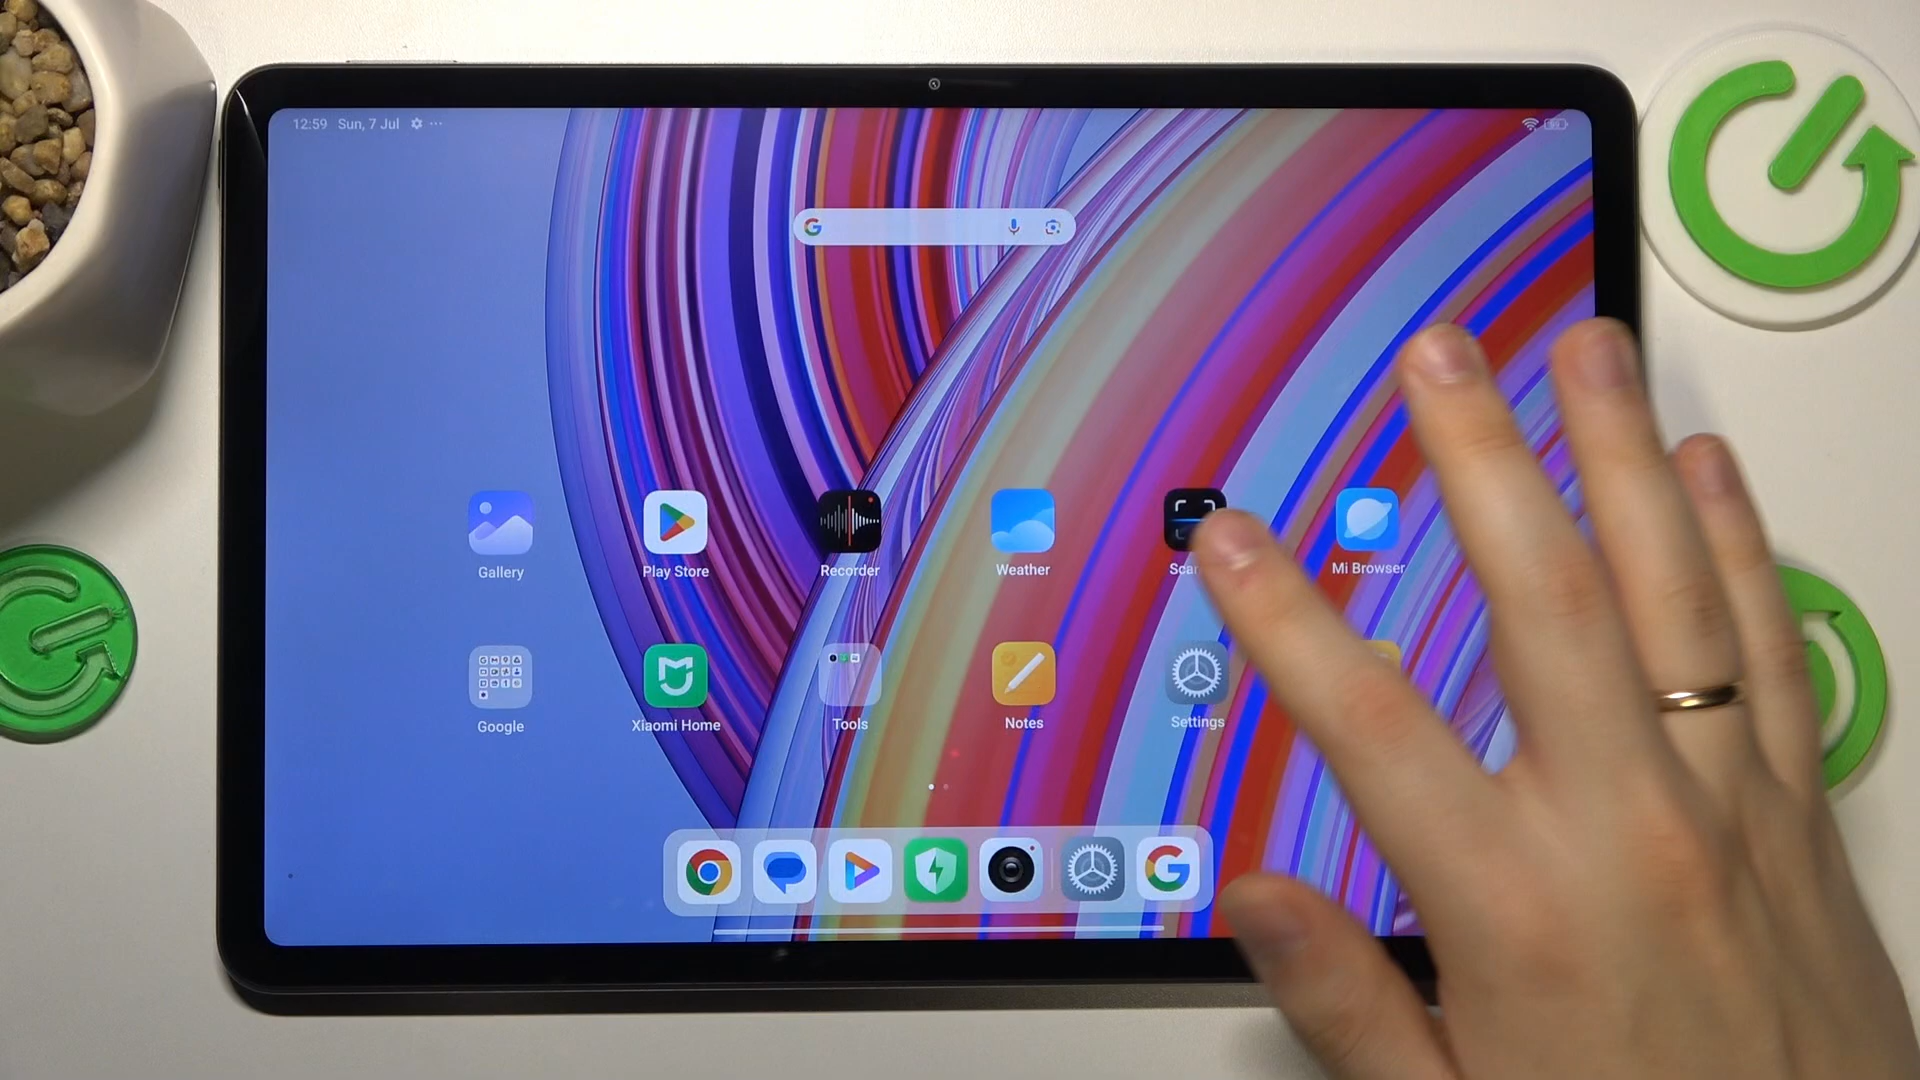 12:59 Sun, 7 Jul
Gallery
Play Store
Recorder
Weather
Mi Browser
Google
Xiaomi Home
Tools
Notes
Settings